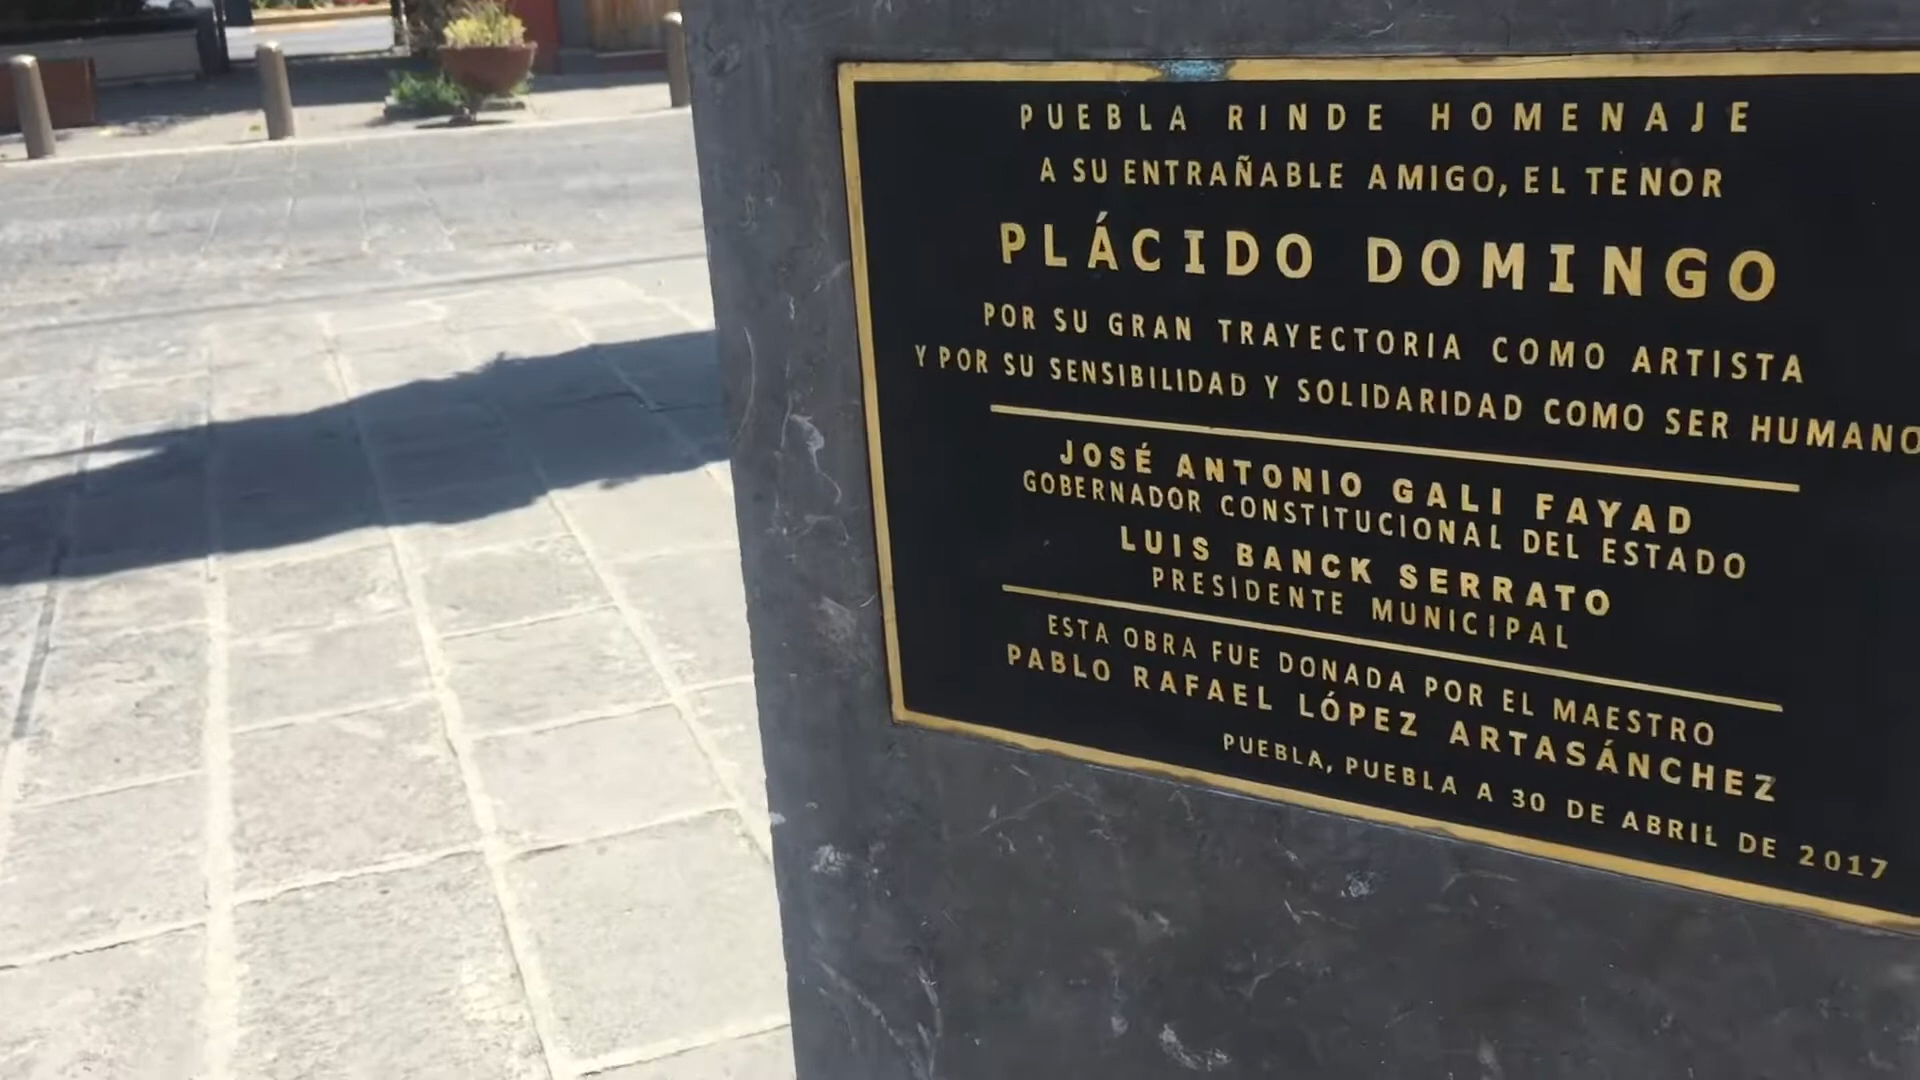 PUEBLA RINDE HOMENAJE
A SU ENTRAÑABLE AMIGO, EL TENOR
PLÁCIDO DOMINGO
POR SU GRAN TRAYECTORIA COMO ARTISTA
Y POR SU SENSIBILIDAD Y SOLIDARIDAD COMO SER HUMANO
JOSÉ ANTONIO GALI FAYAD
GOBERNADOR CONSTITUCIONAL DEL ESTADO
LUIS BANCK SERRATO
PRESIDENTE MUNICIPAL
ESTA OBRA FUE DONADA POR EL MAESTRO
PABLO RAFAEL LÓPEZ ARTASÁNCHEZ
PUEBLA, PUEBLA A 30 DE ABRIL DE 2017